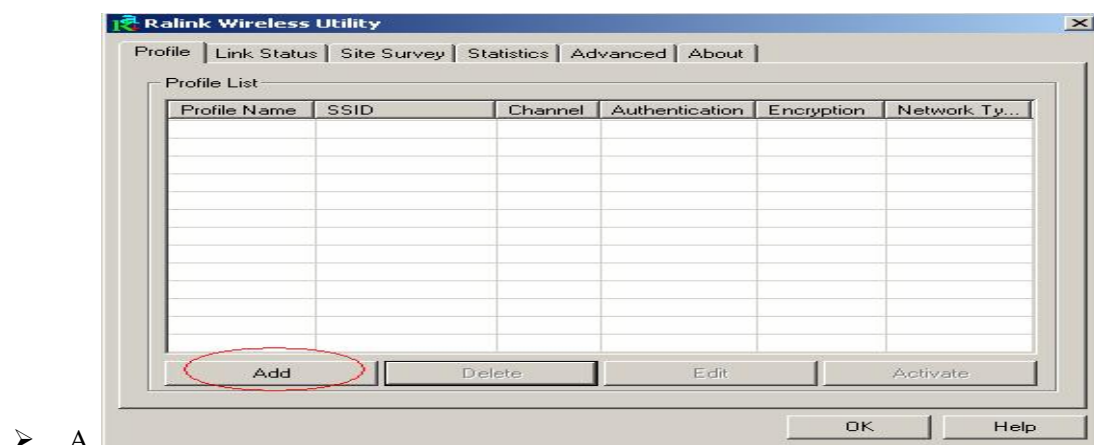 Ralink Wireless Utility
Profile Link Status Site Survey Statistics Advanced About
Profile List
Profile Name SSID Channel Authentication Encryption Network Ty...
Add Delete Edit Activate
OK Help
➢ A